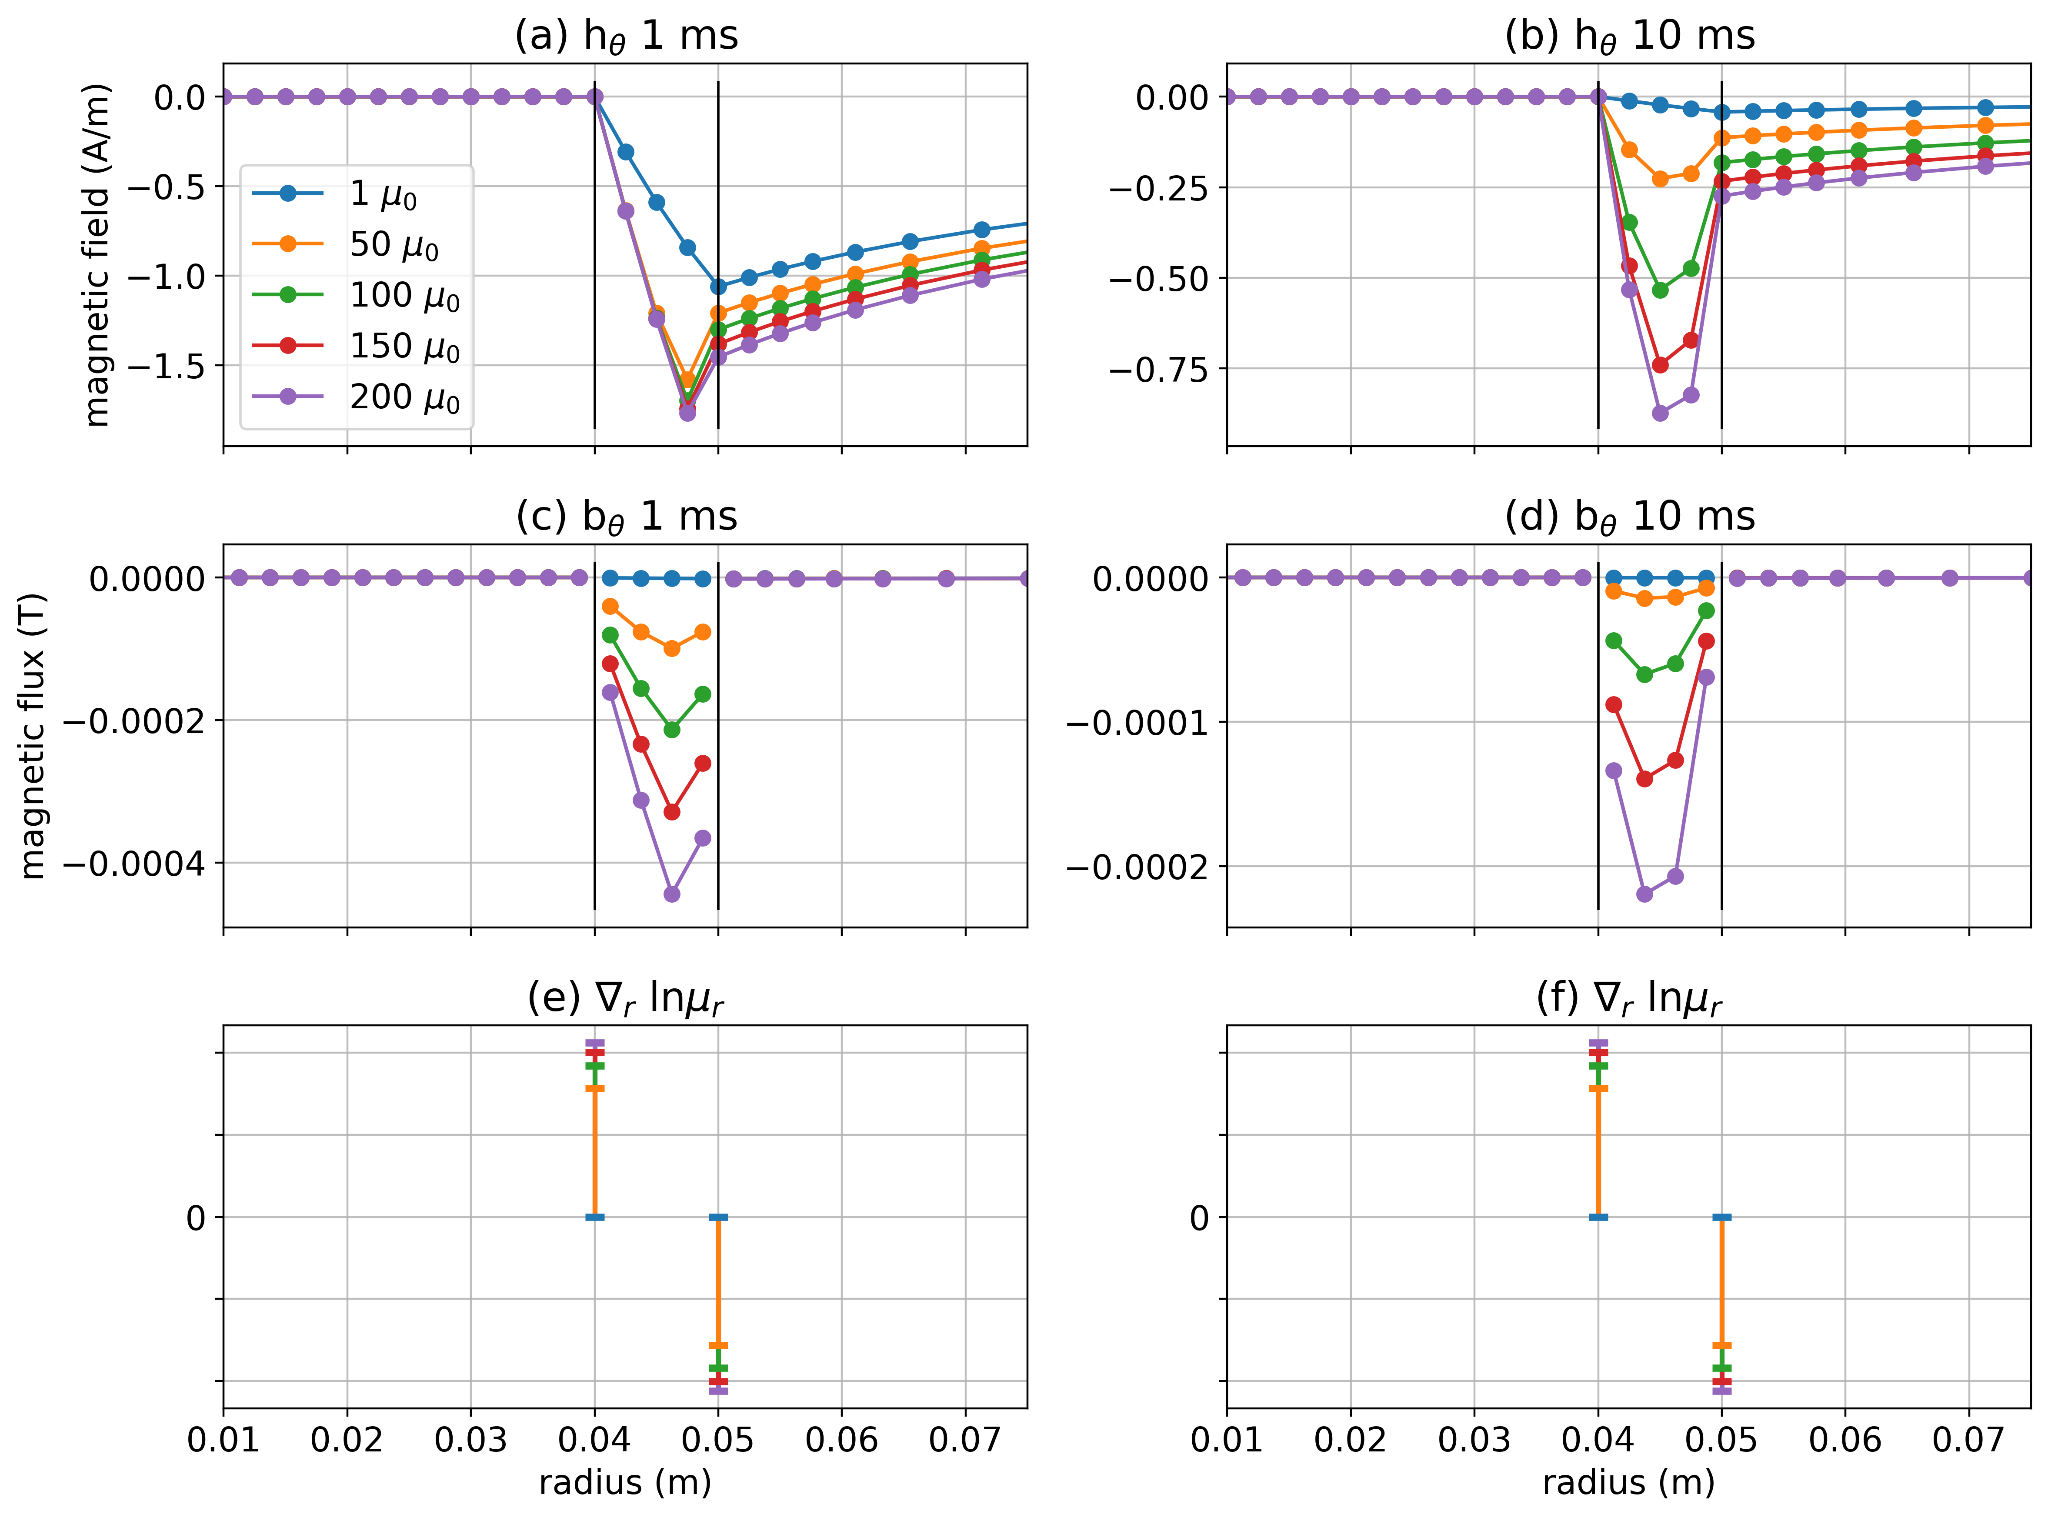 (a) hθ 1 ms
(b) hθ 10 ms
magnetic field (A/m)
0.0
−0.5
−1.0
−1.5
1 μ0
50 μ0
100 μ0
150 μ0
200 μ0
0.00
−0.25
−0.50
−0.75
(c) bθ 1 ms
(d) bθ 10 ms
magnetic flux (T)
0.0000
−0.0002
−0.0004
0.0000
−0.0001
−0.0002
(e) ∇r lnμr
(f) ∇r lnμr
0
0
0.01 0.02 0.03 0.04 0.05 0.06 0.07
0.01 0.02 0.03 0.04 0.05 0.06 0.07
radius (m)
radius (m)